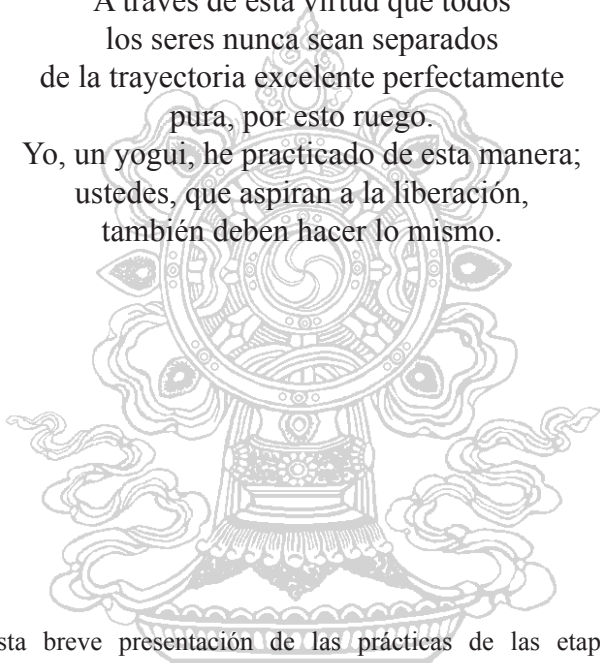 A través de esta virtud que todos
los seres nunca sean separados
de la trayectoria excelente perfectamente
pura, por esto ruego.
Yo, un yogui, he practicado de esta manera;
ustedes, que aspiran a la liberación,
también deben hacer lo mismo.
sta breve presentación de las prácticas de las etap